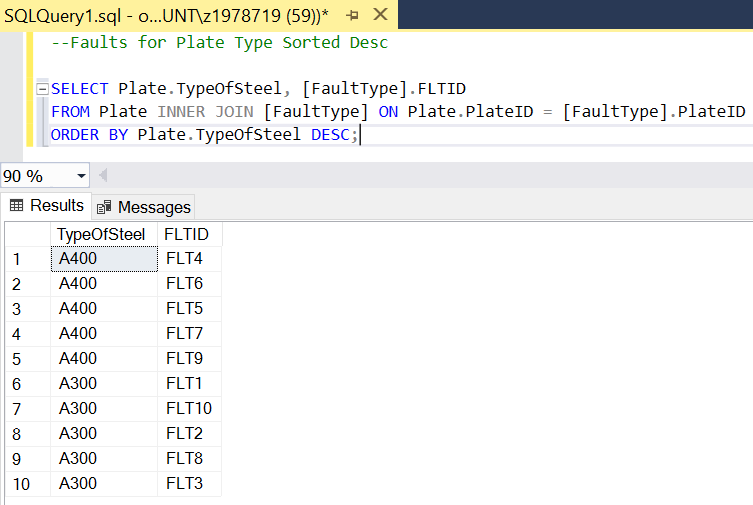 SQLQuery1.sql - o...UNT\z1978719 (59))*
--Faults for Plate Type Sorted Desc
SELECT Plate.TypeOfSteel, [FaultType].FLTID
FROM Plate INNER JOIN [FaultType] ON Plate.PlateID = [FaultType].PlateID
ORDER BY Plate.TypeOfSteel DESC;
90 %
Results Messages
TypeOfSteel FLTID
1 A400 FLT4
2 A400 FLT6
3 A400 FLT5
4 A400 FLT7
5 A400 FLT9
6 A300 FLT1
7 A300 FLT10
8 A300 FLT2
9 A300 FLT8
10 A300 FLT3